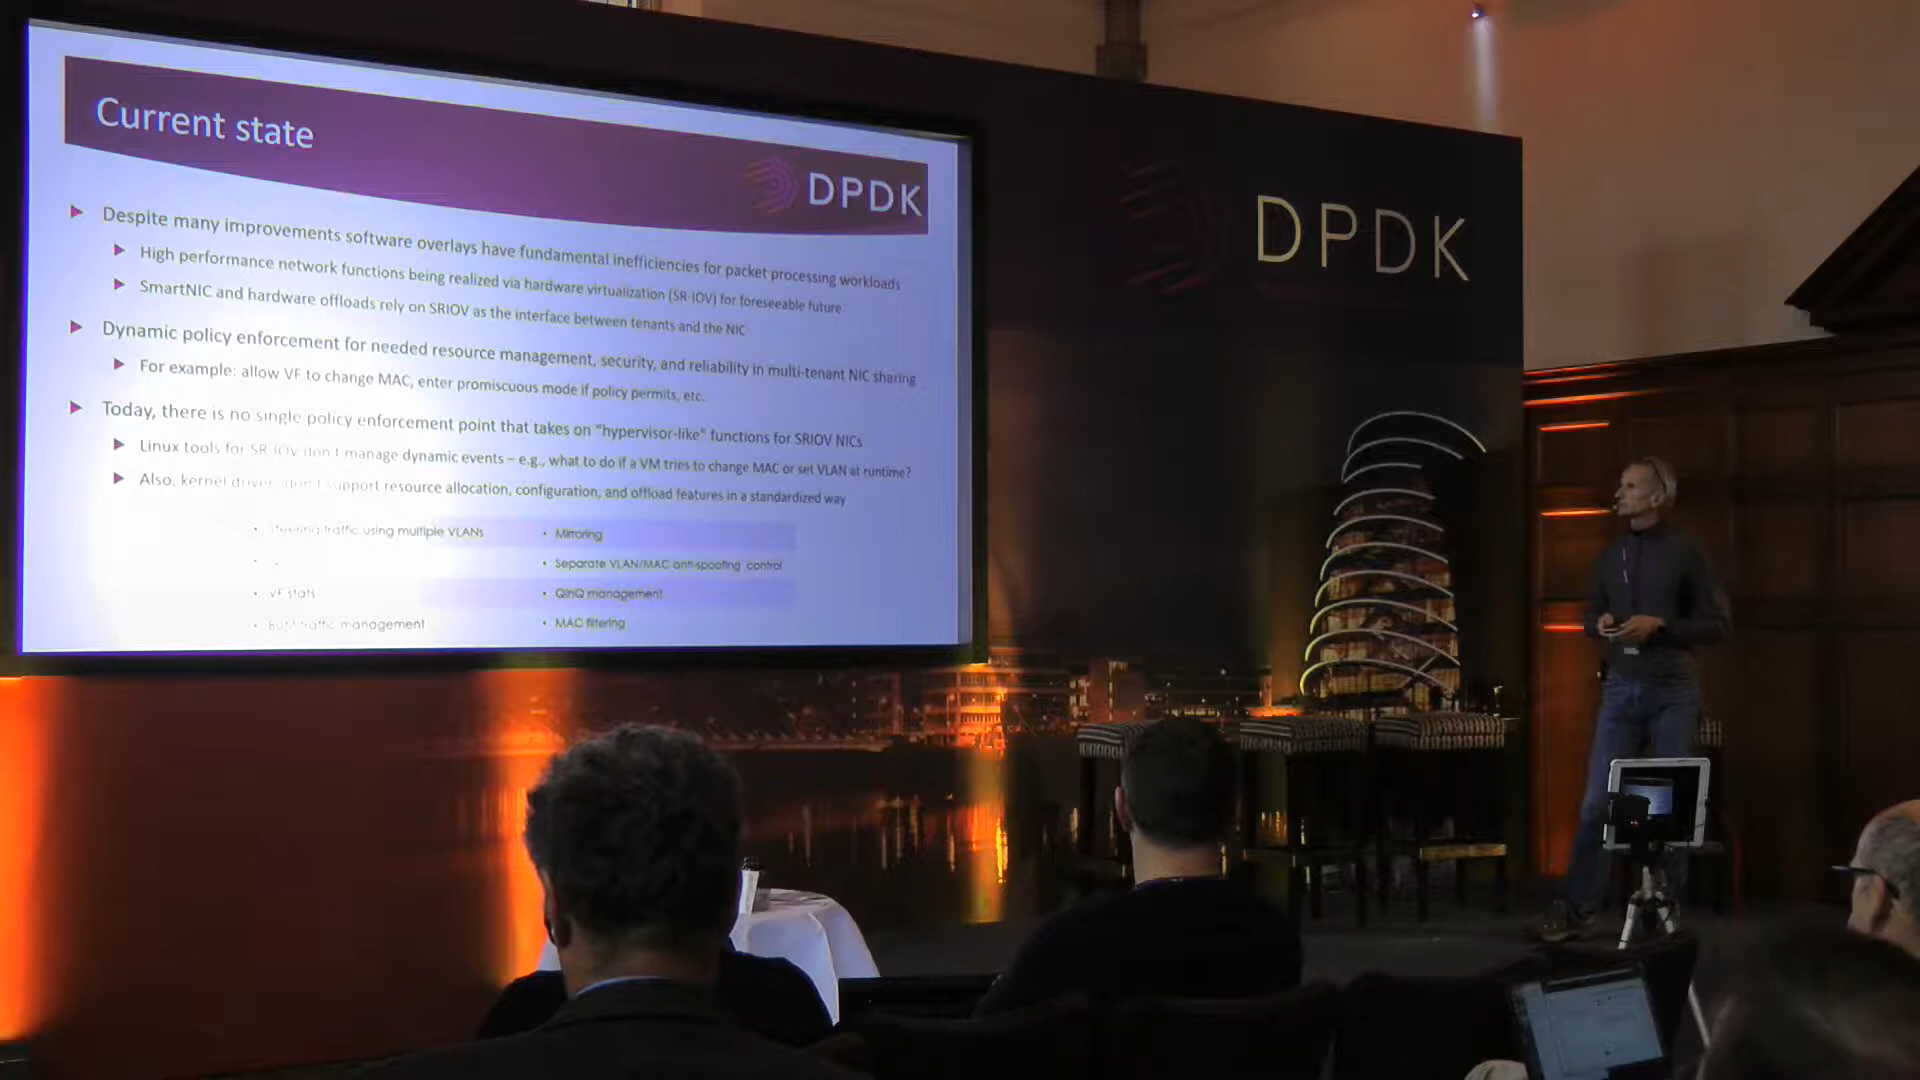 Current state
DPDK
Despite many improvements software overlays have fundamental inefficiencies for packet processing workloads
High performance network functions being realized via hardware virtualization (SR-IOV) for foreseeable future
SmartNIC and hardware offloads rely on SRIOV as the interface between tenants and the NIC
Dynamic policy enforcement for needed resource management, security, and reliability in multi-tenant NIC sharing
For example: allow VF to change MAC, enter promiscuous mode if policy permits, etc.
Today, there is no single policy enforcement point that takes on "hypervisor-like" functions for SRIOV NICs
Linux tools for SR-IOV don't manage dynamic events – e.g., what to do if a VM tries to change MAC or set VLAN at runtime?
Also, kernel drivers don't support resource allocation, configuration, and offload features in a standardized way
Steering traffic using multiple VLANs
VF stats
BUM traffic management
Mirroring
Separate VLAN/MAC anti-spoofing control
QinQ management
MAC filtering
DPDK